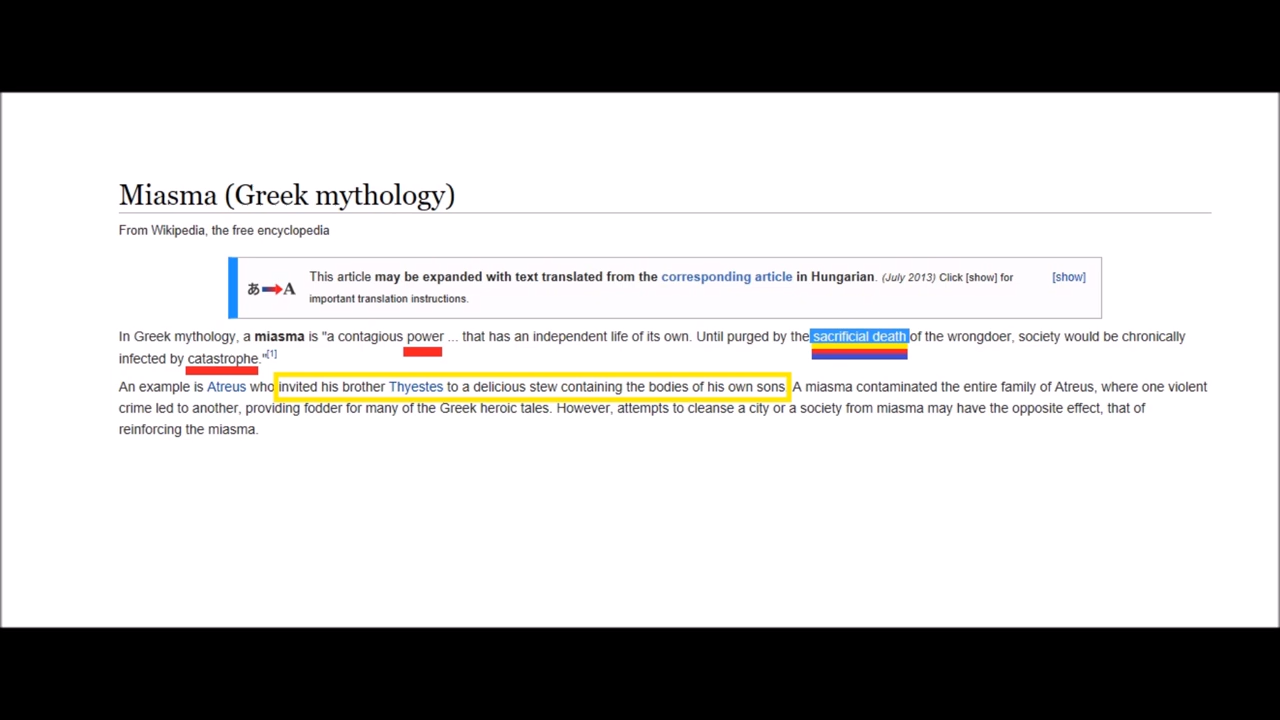 Miasma (Greek mythology)
From Wikipedia, the free encyclopedia
あ A
This article may be expanded with text translated from the corresponding article in Hungarian. (July 2013) Click [show] for [show]
important translation instructions.
In Greek mythology, a miasma is "a contagious power ... that has an independent life of its own. Until purged by the sacrificial death of the wrongdoer, society would be chronically
infected by catastrophe."[1]
An example is Atreus who invited his brother Thyestes to a delicious stew containing the bodies of his own sons. A miasma contaminated the entire family of Atreus, where one violent
crime led to another, providing fodder for many of the Greek heroic tales. However, attempts to cleanse a city or a society from miasma may have the opposite effect, that of
reinforcing the miasma.